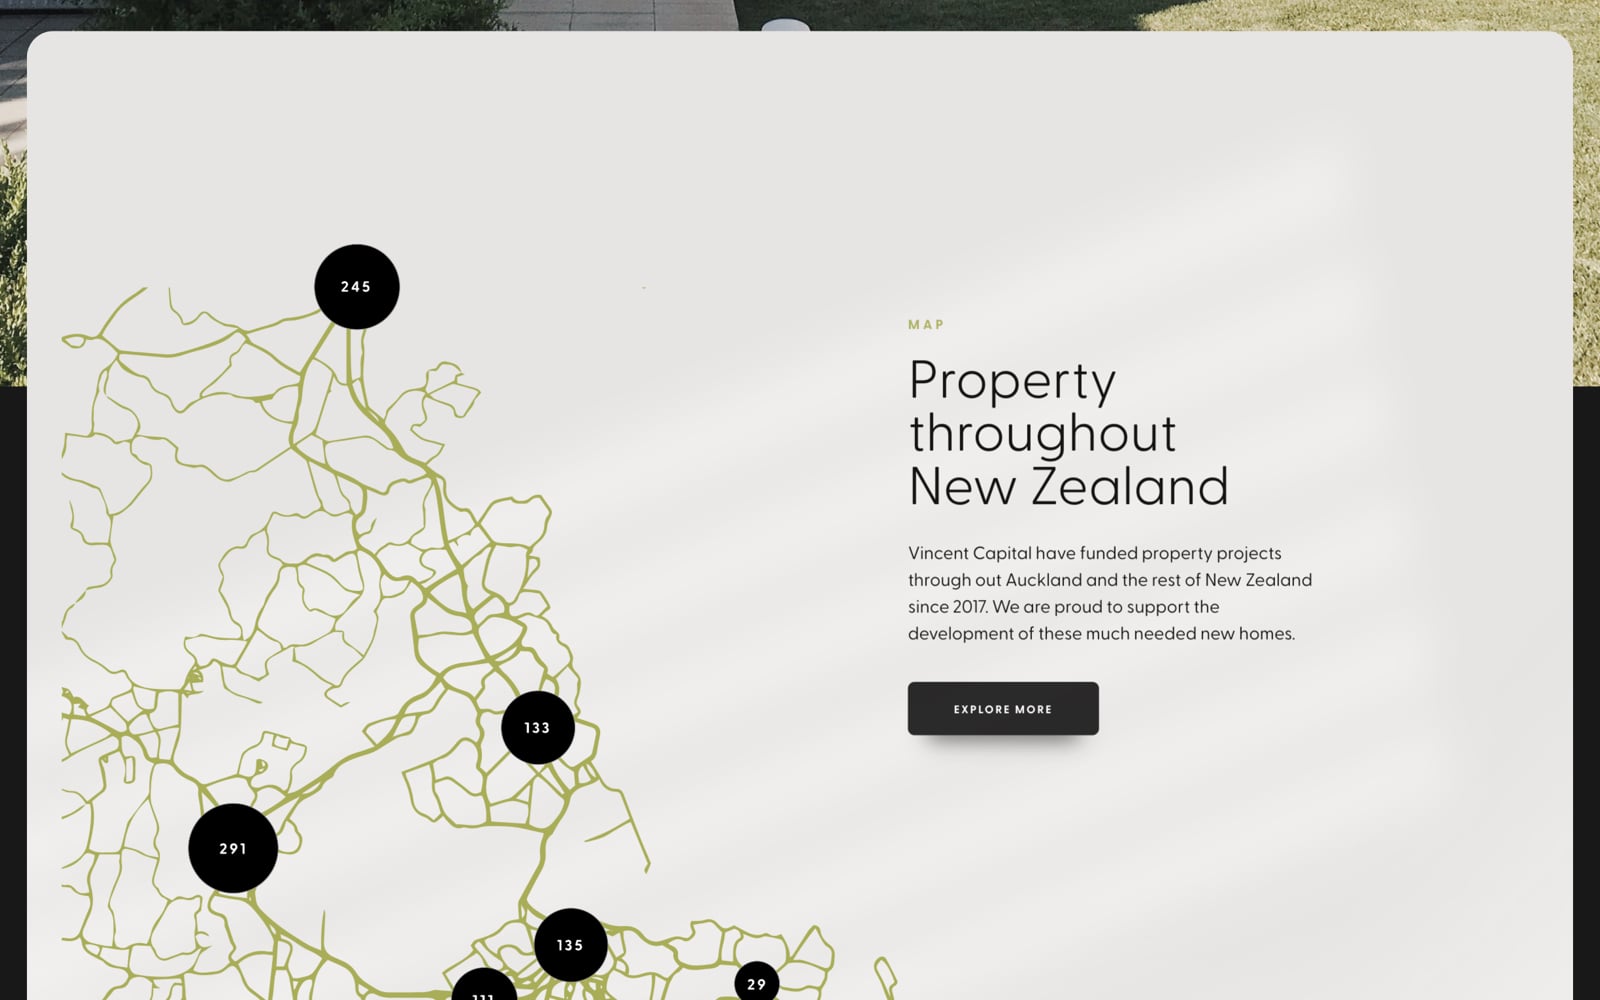 245
MAP
Property
throughout
New Zealand
Vincent Capital have funded property projects
through out Auckland and the rest of New Zealand
since 2017. We are proud to support the
development of these much needed new homes.
EXPLORE MORE
133
291
135
29